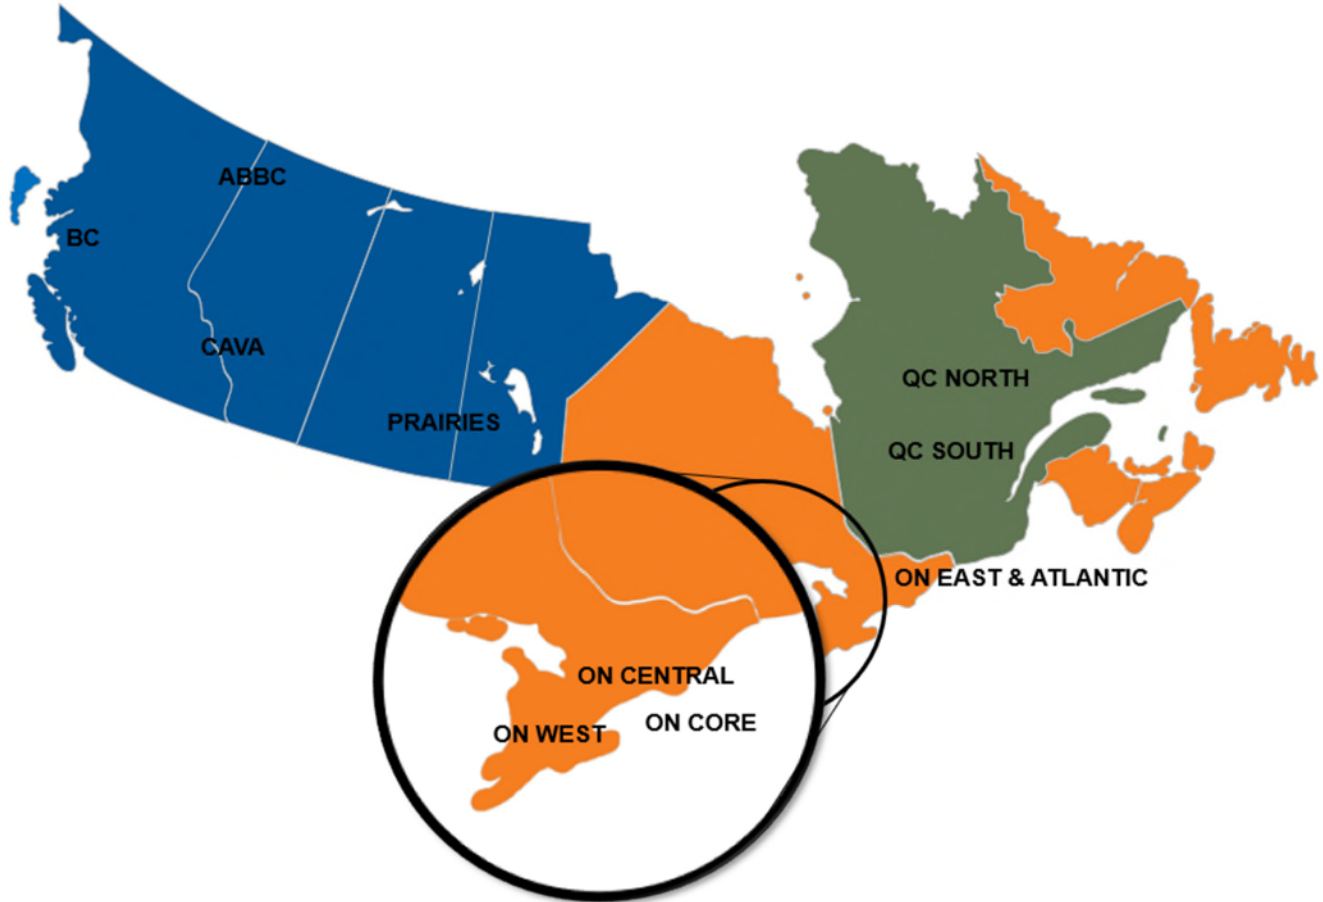 ABBC
BC
CAVA
PRAIRIES
QC NORTH
QC SOUTH
ON EAST & ATLANTIC
ON CENTRAL
ON CORE
ON WEST